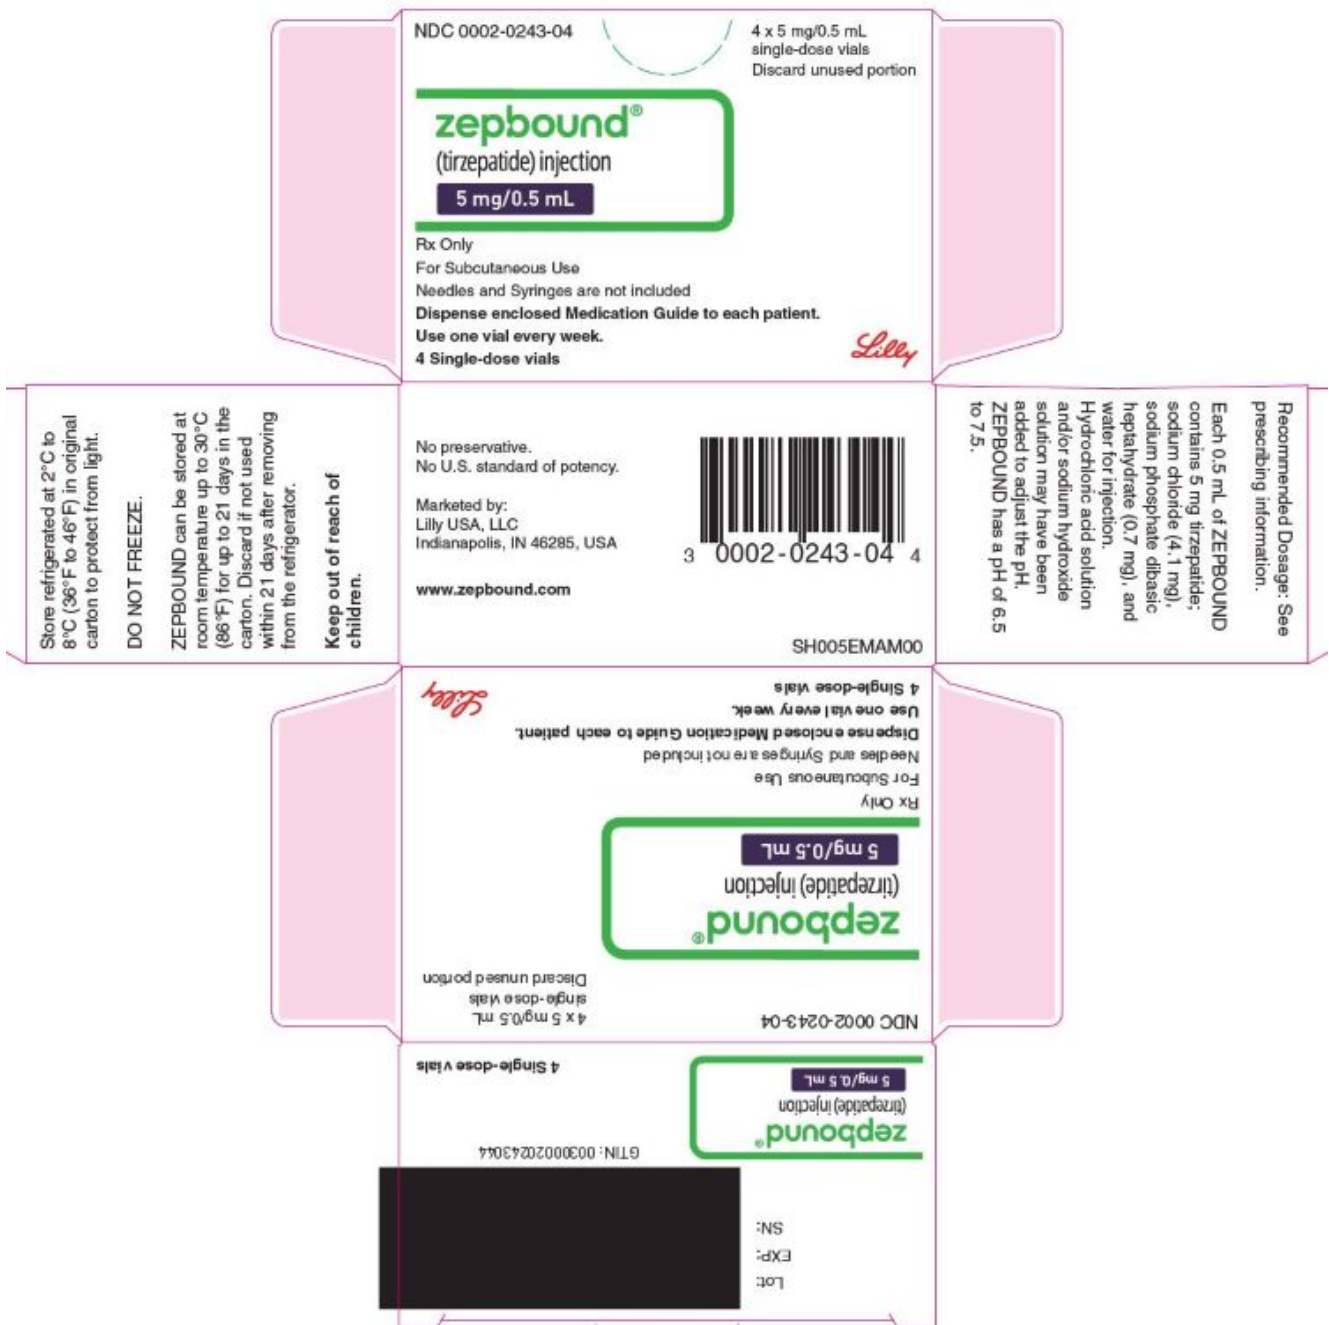 NDC 0002-0243-04
4 x 5 mg/0.5 mL
single-dose vials
Discard unused portion
zepbound®
(tirzepatide) injection
5 mg/0.5 mL
Rx Only
For Subcutaneous Use
Needles and Syringes are not included
Dispense enclosed Medication Guide to each patient.
Use one vial every week.
4 Single-dose vials
Lilly
Store refrigerated at 2°C to
8°C (36°F to 46°F) in original
carton to protect from light.
DO NOT FREEZE.
ZEPBOUND can be stored at
room temperature up to 30°C
(86°F) for up to 21 days in the
carton. Discard if not used
within 21 days after removing
from the refrigerator.
Keep out of reach of
children.
No preservative.
No U.S. standard of potency.
Marketed by:
Lilly USA, LLC
Indianapolis, IN 46285, USA
www.zepbound.com
3 0002-0243-04 4
SH005EMAM00
Recommended Dosage: See
prescribing information.
Each 0.5 mL of ZEPBOUND
contains 5 mg tirzepatide;
sodium chloride (4.1 mg),
sodium phosphate dibasic
heptahydrate (0.7 mg), and
water for injection.
Hydrochloric acid solution
and/or sodium hydroxide
solution may have been
added to adjust the pH.
ZEPBOUND has a pH of 6.5
to 7.5.
NDC 0002-0243-04
4 x 5 mg/0.5 mL
single-dose vials
Discard unused portion
zepbound®
(tirzepatide) injection
5 mg/0.5 mL
Rx Only
For Subcutaneous Use
Needles and Syringes are not included
Dispense enclosed Medication Guide to each patient.
Use one vial every week.
4 Single-dose vials
Lilly
Lot:
EXP:
SN:
GTIN: 00300020243044
zepbound®
(tirzepatide) injection
5 mg/0.5 mL
4 Single-dose vials